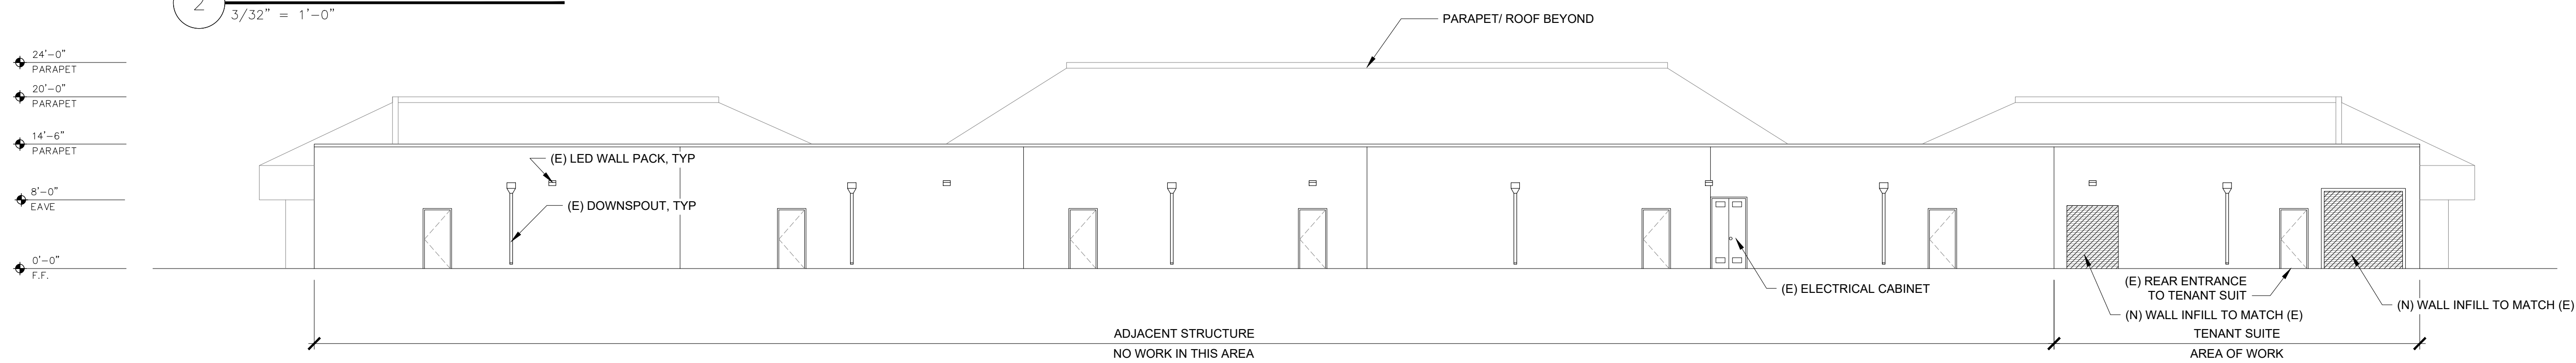 2
3/32" = 1'-0"
PARAPET/ ROOF BEYOND
24'-0"
PARAPET
20'-0"
PARAPET
14'-6"
PARAPET
8'-0"
EAVE
0'-0"
F.F.
(E) LED WALL PACK, TYP
(E) DOWNSPOUT, TYP
(E) ELECTRICAL CABINET
(E) REAR ENTRANCE
TO TENANT SUIT
(N) WALL INFILL TO MATCH (E)
(N) WALL INFILL TO MATCH (E)
ADJACENT STRUCTURE
NO WORK IN THIS AREA
TENANT SUITE
AREA OF WORK